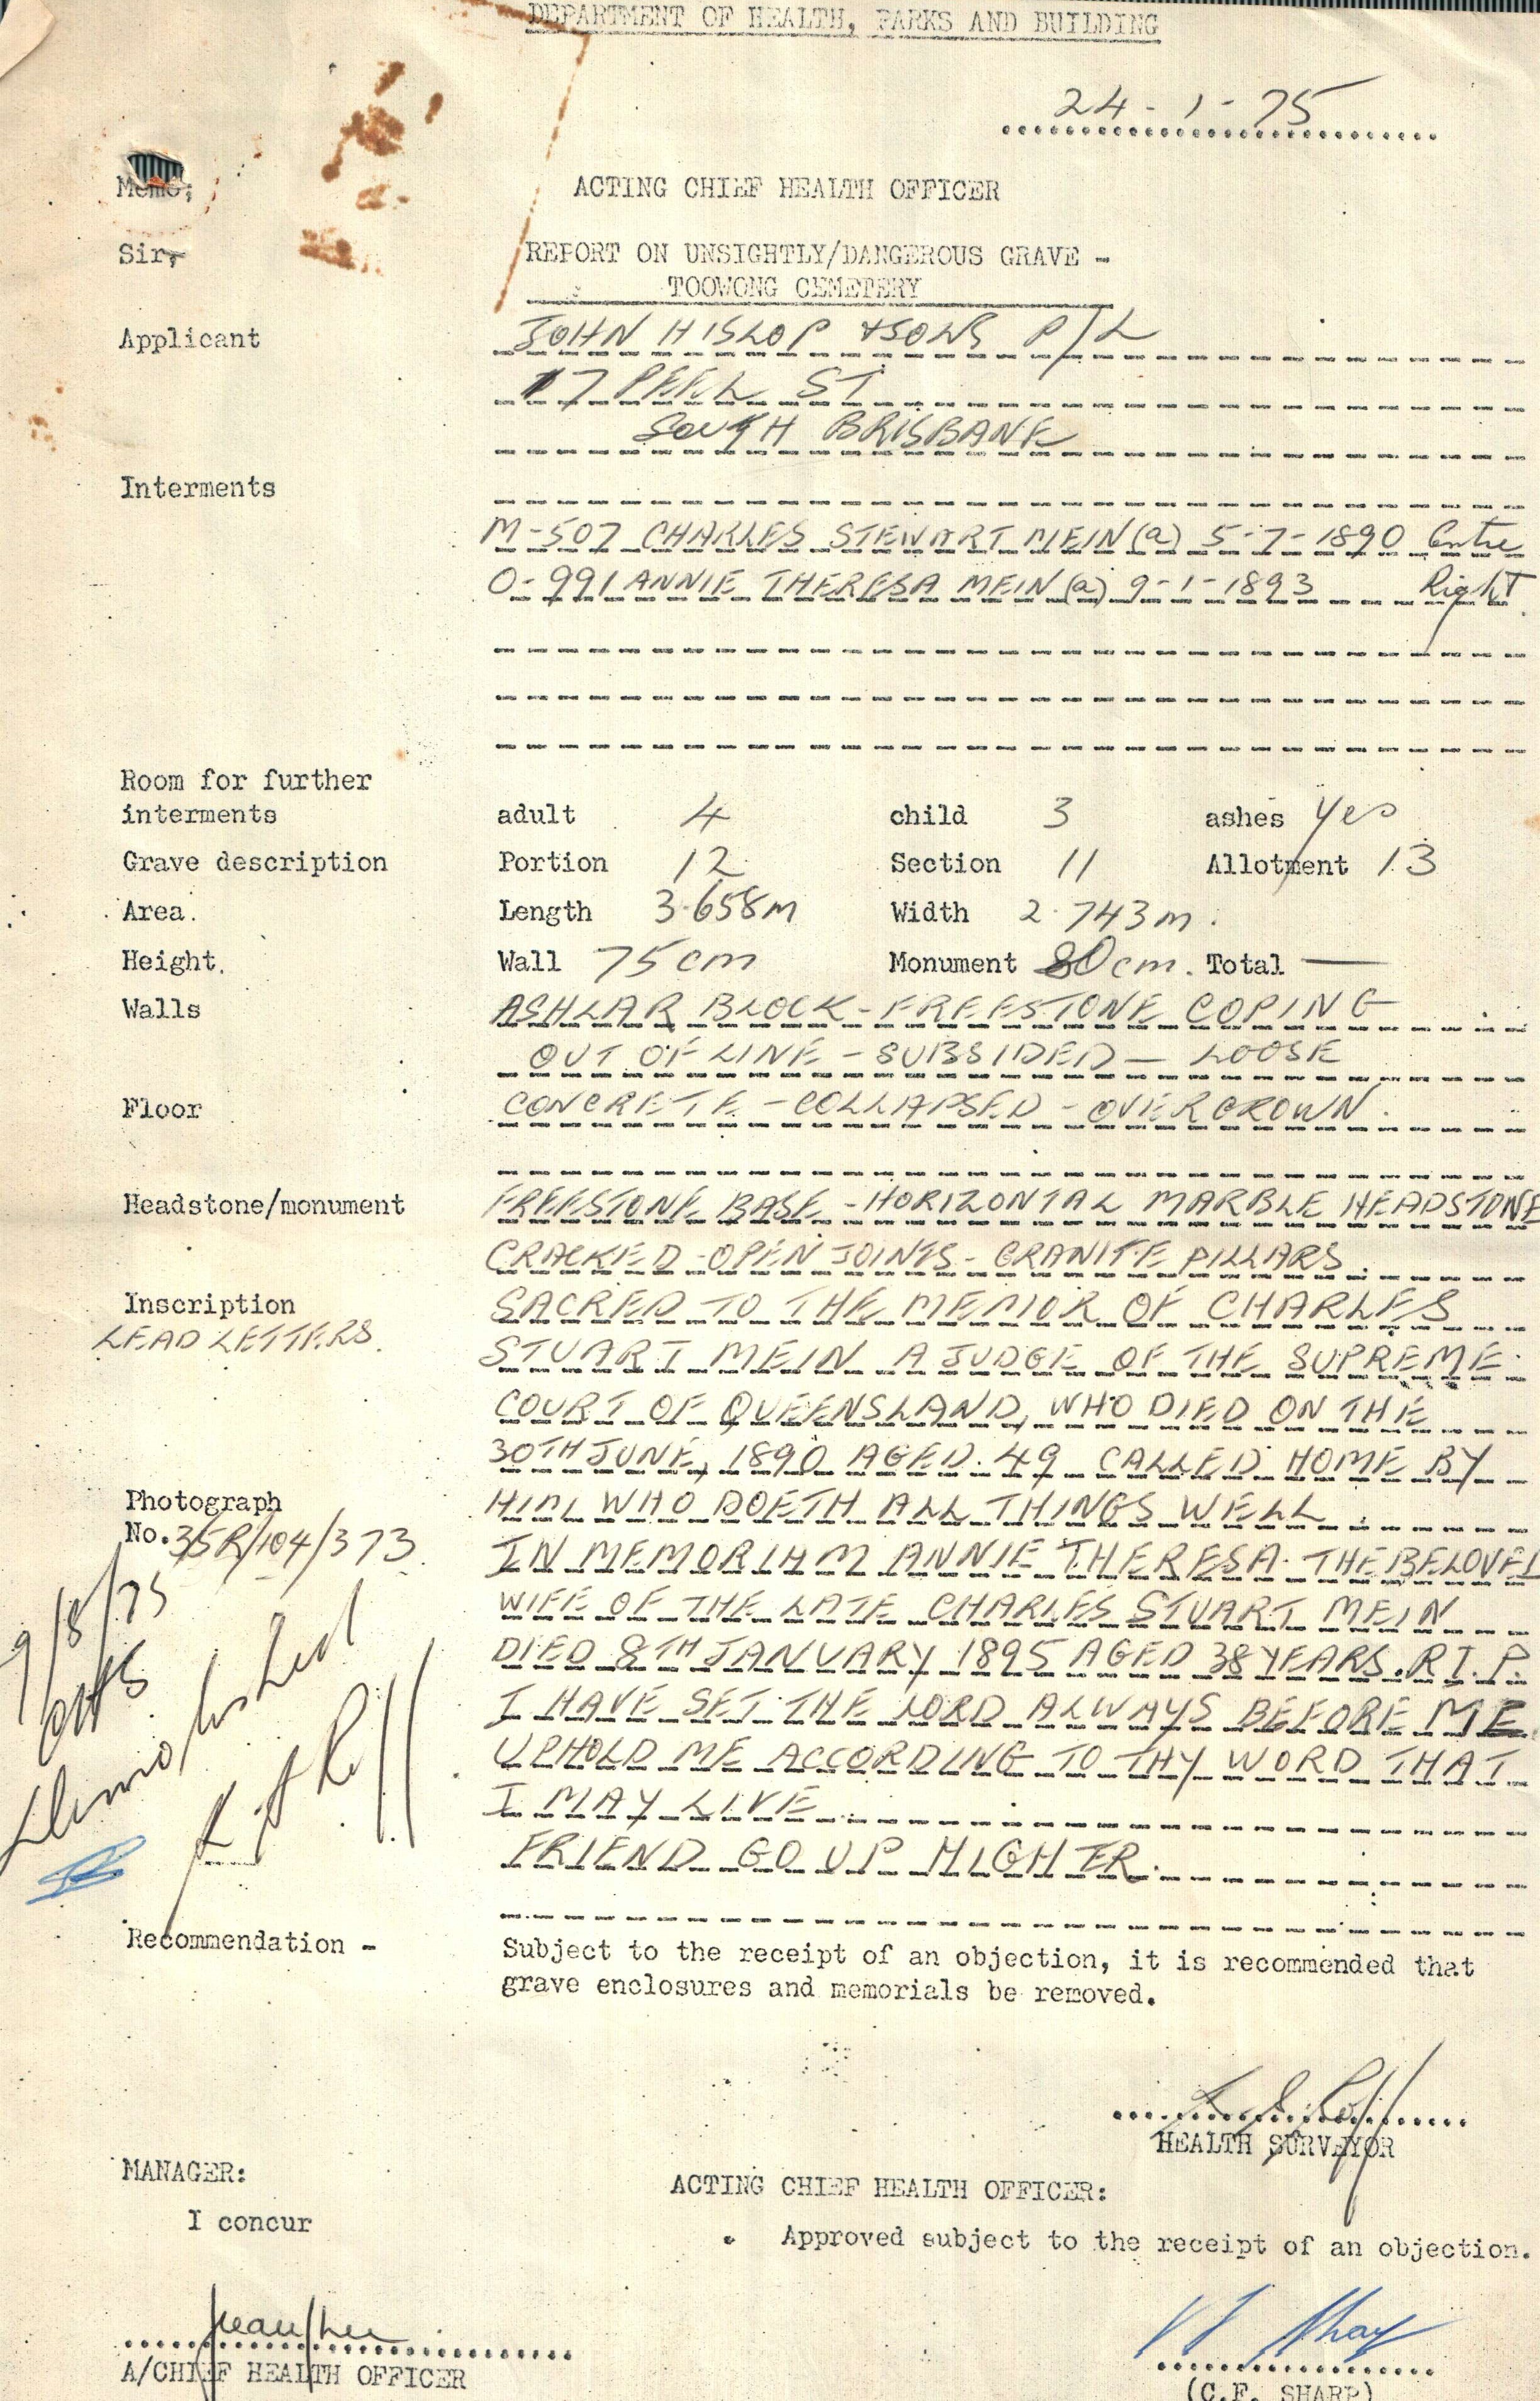 DEPARTMENT OF HEALTH, PARKS AND BUILDING
24-1-75
Memo;
ACTING CHIEF HEALTH OFFICER
Sir,
REPORT ON UNSIGHTLY/DANGEROUS GRAVE -
TOOWONG CEMETERY
Applicant JOHN HISLOP & SONS P/L
17 PEEL ST
SOUTH BRISBANE
Interments
M-507 CHARLES STEWART MEIN (a) 5-7-1890 Centre
O-991 ANNIE THERESA MEIN (a) 9-1-1893 Right
Room for further
interments adult 4 child 3 ashes Yes
Grave description Portion 12 Section 11 Allotment 13
Area. Length 3.658m Width 2.743m.
Height. Wall 75cm Monument 80cm. Total —
Walls ASHLAR BLOCK - FREESTONE COPING
OUT OF LINE - SUBSIDED - LOOSE
Floor CONCRETE - COLLAPSED - OVERGROWN.
Headstone/monument FREESTONE BASE - HORIZONTAL MARBLE HEADSTONE
CRACKED - OPEN JOINTS - GRANITE PILLARS.
Inscription SACRED TO THE MEMOR OF CHARLES
LEAD LETTERS.
STUART MEIN A JUDGE OF THE SUPREME
COURT OF QUEENSLAND, WHO DIED ON THE
30TH JUNE, 1890 AGED 49 CALLED HOME BY
Photograph HIM, WHO DOETH ALL THINGS WELL.
No. 35R/104/373.
IN MEMORIAM ANNIE THERESA THE BELOVED
WIFE OF THE LATE CHARLES STUART MEIN
DIED 8TH JANUARY 1895 AGED 38 YEARS. R.I.P.
I HAVE SET THE LORD ALWAYS BEFORE ME
UPHOLD ME ACCORDING TO THY WORD THAT
I MAY LIVE.
FRIEND GO UP HIGHER.
9/8/75
Demolished
Recommendation - Subject to the receipt of an objection, it is recommended that
grave enclosures and memorials be removed.
HEALTH SURVEYOR
MANAGER:
ACTING CHIEF HEALTH OFFICER:
I concur
Approved subject to the receipt of an objection.
A/CHIEF HEALTH OFFICER
(C.F. SHARP)